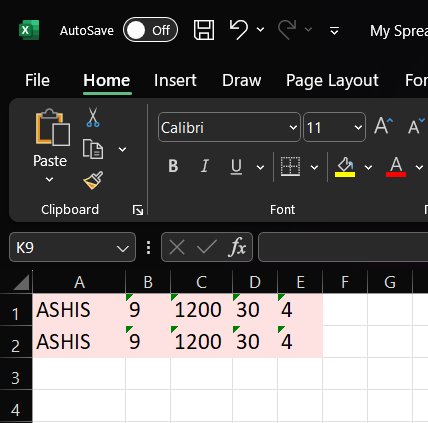 AutoSave Off My Sprea
File Home Insert Draw Page Layout For
Calibri 11 A A
Paste B I U A
Clipboard Font
K9 fx
A B C D E F G
1 ASHIS 9 1200 30 4
2 ASHIS 9 1200 30 4
3
4